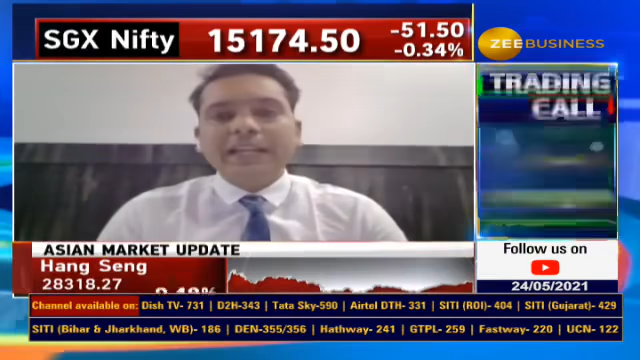 SGX Nifty
15174.50
-51.50
-0.34%
ZEEBUSINESS
TRADING
CALL
ASIAN MARKET UPDATE
Hang Seng
28318.27
Follow us on
24/05/2021
Channel available on: Dish TV- 731 | D2H-343 | Tata Sky-590 | Airtel DTH- 331 | SITI (ROI)- 404 | SITI (Gujarat)- 429
SITI (Bihar & Jharkhand, WB)- 186 | DEN-355/356 | Hathway- 241 | GTPL- 259 | Fastway- 220 | UCN- 122